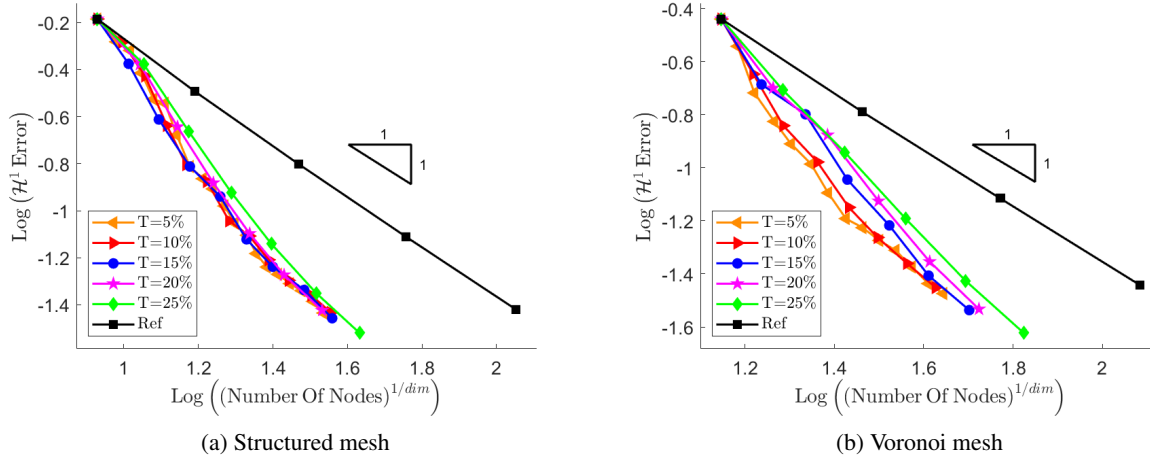 -0.2
-0.4
-0.6
-0.8
-1
-1.2
-1.4
Log (ℋ¹ Error)
1
1
T=5%
T=10%
T=15%
T=20%
T=25%
Ref
1
1.2
1.4
1.6
1.8
2
Log ((Number Of Nodes)^{1/dim})
(a) Structured mesh
-0.4
-0.6
-0.8
-1
-1.2
-1.4
-1.6
Log (ℋ¹ Error)
1
1
T=5%
T=10%
T=15%
T=20%
T=25%
Ref
1.2
1.4
1.6
1.8
2
Log ((Number Of Nodes)^{1/dim})
(b) Voronoi mesh